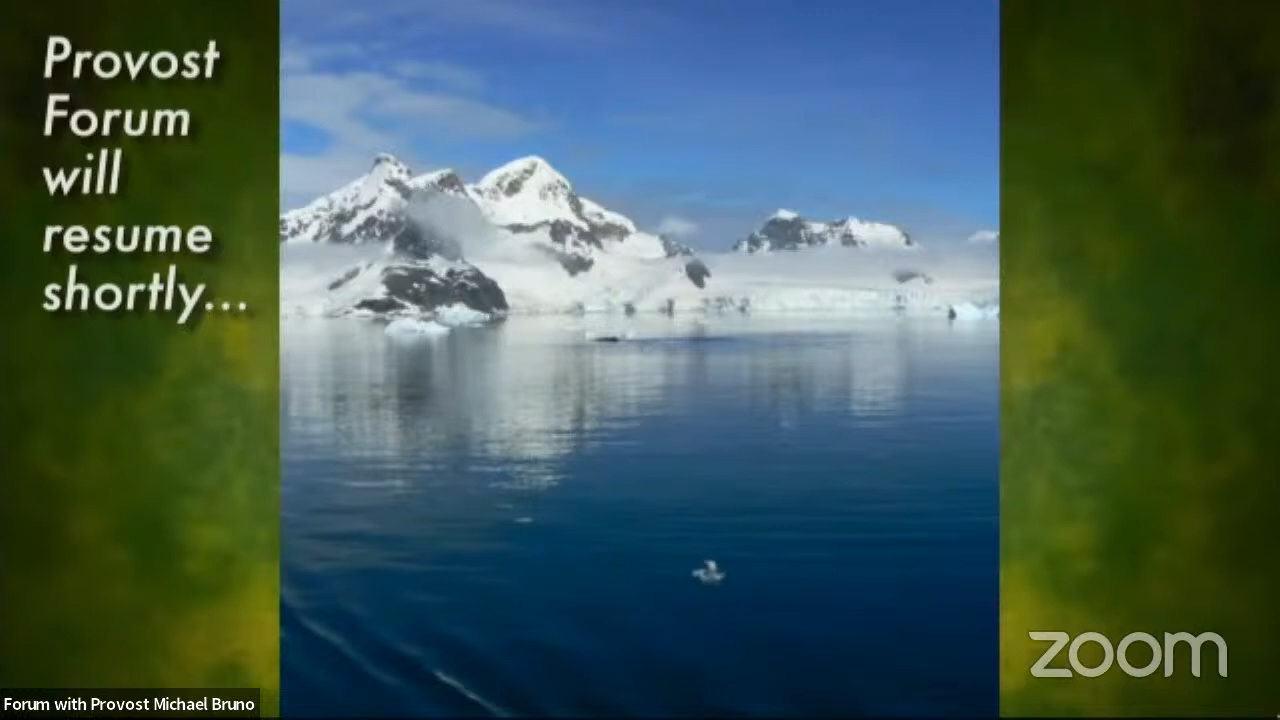 Provost
Forum
will
resume
shortly...
zoom
Forum with Provost Michael Bruno